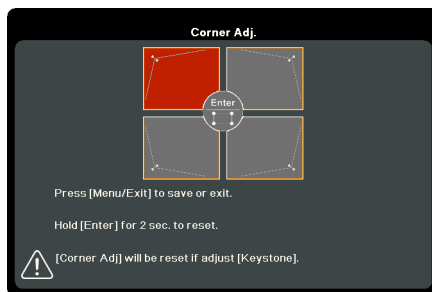 Corner Adj.
Enter
Press [Menu/Exit] to save or exit.
Hold [Enter] for 2 sec. to reset.
[Corner Adj] will be reset if adjust [Keystone].